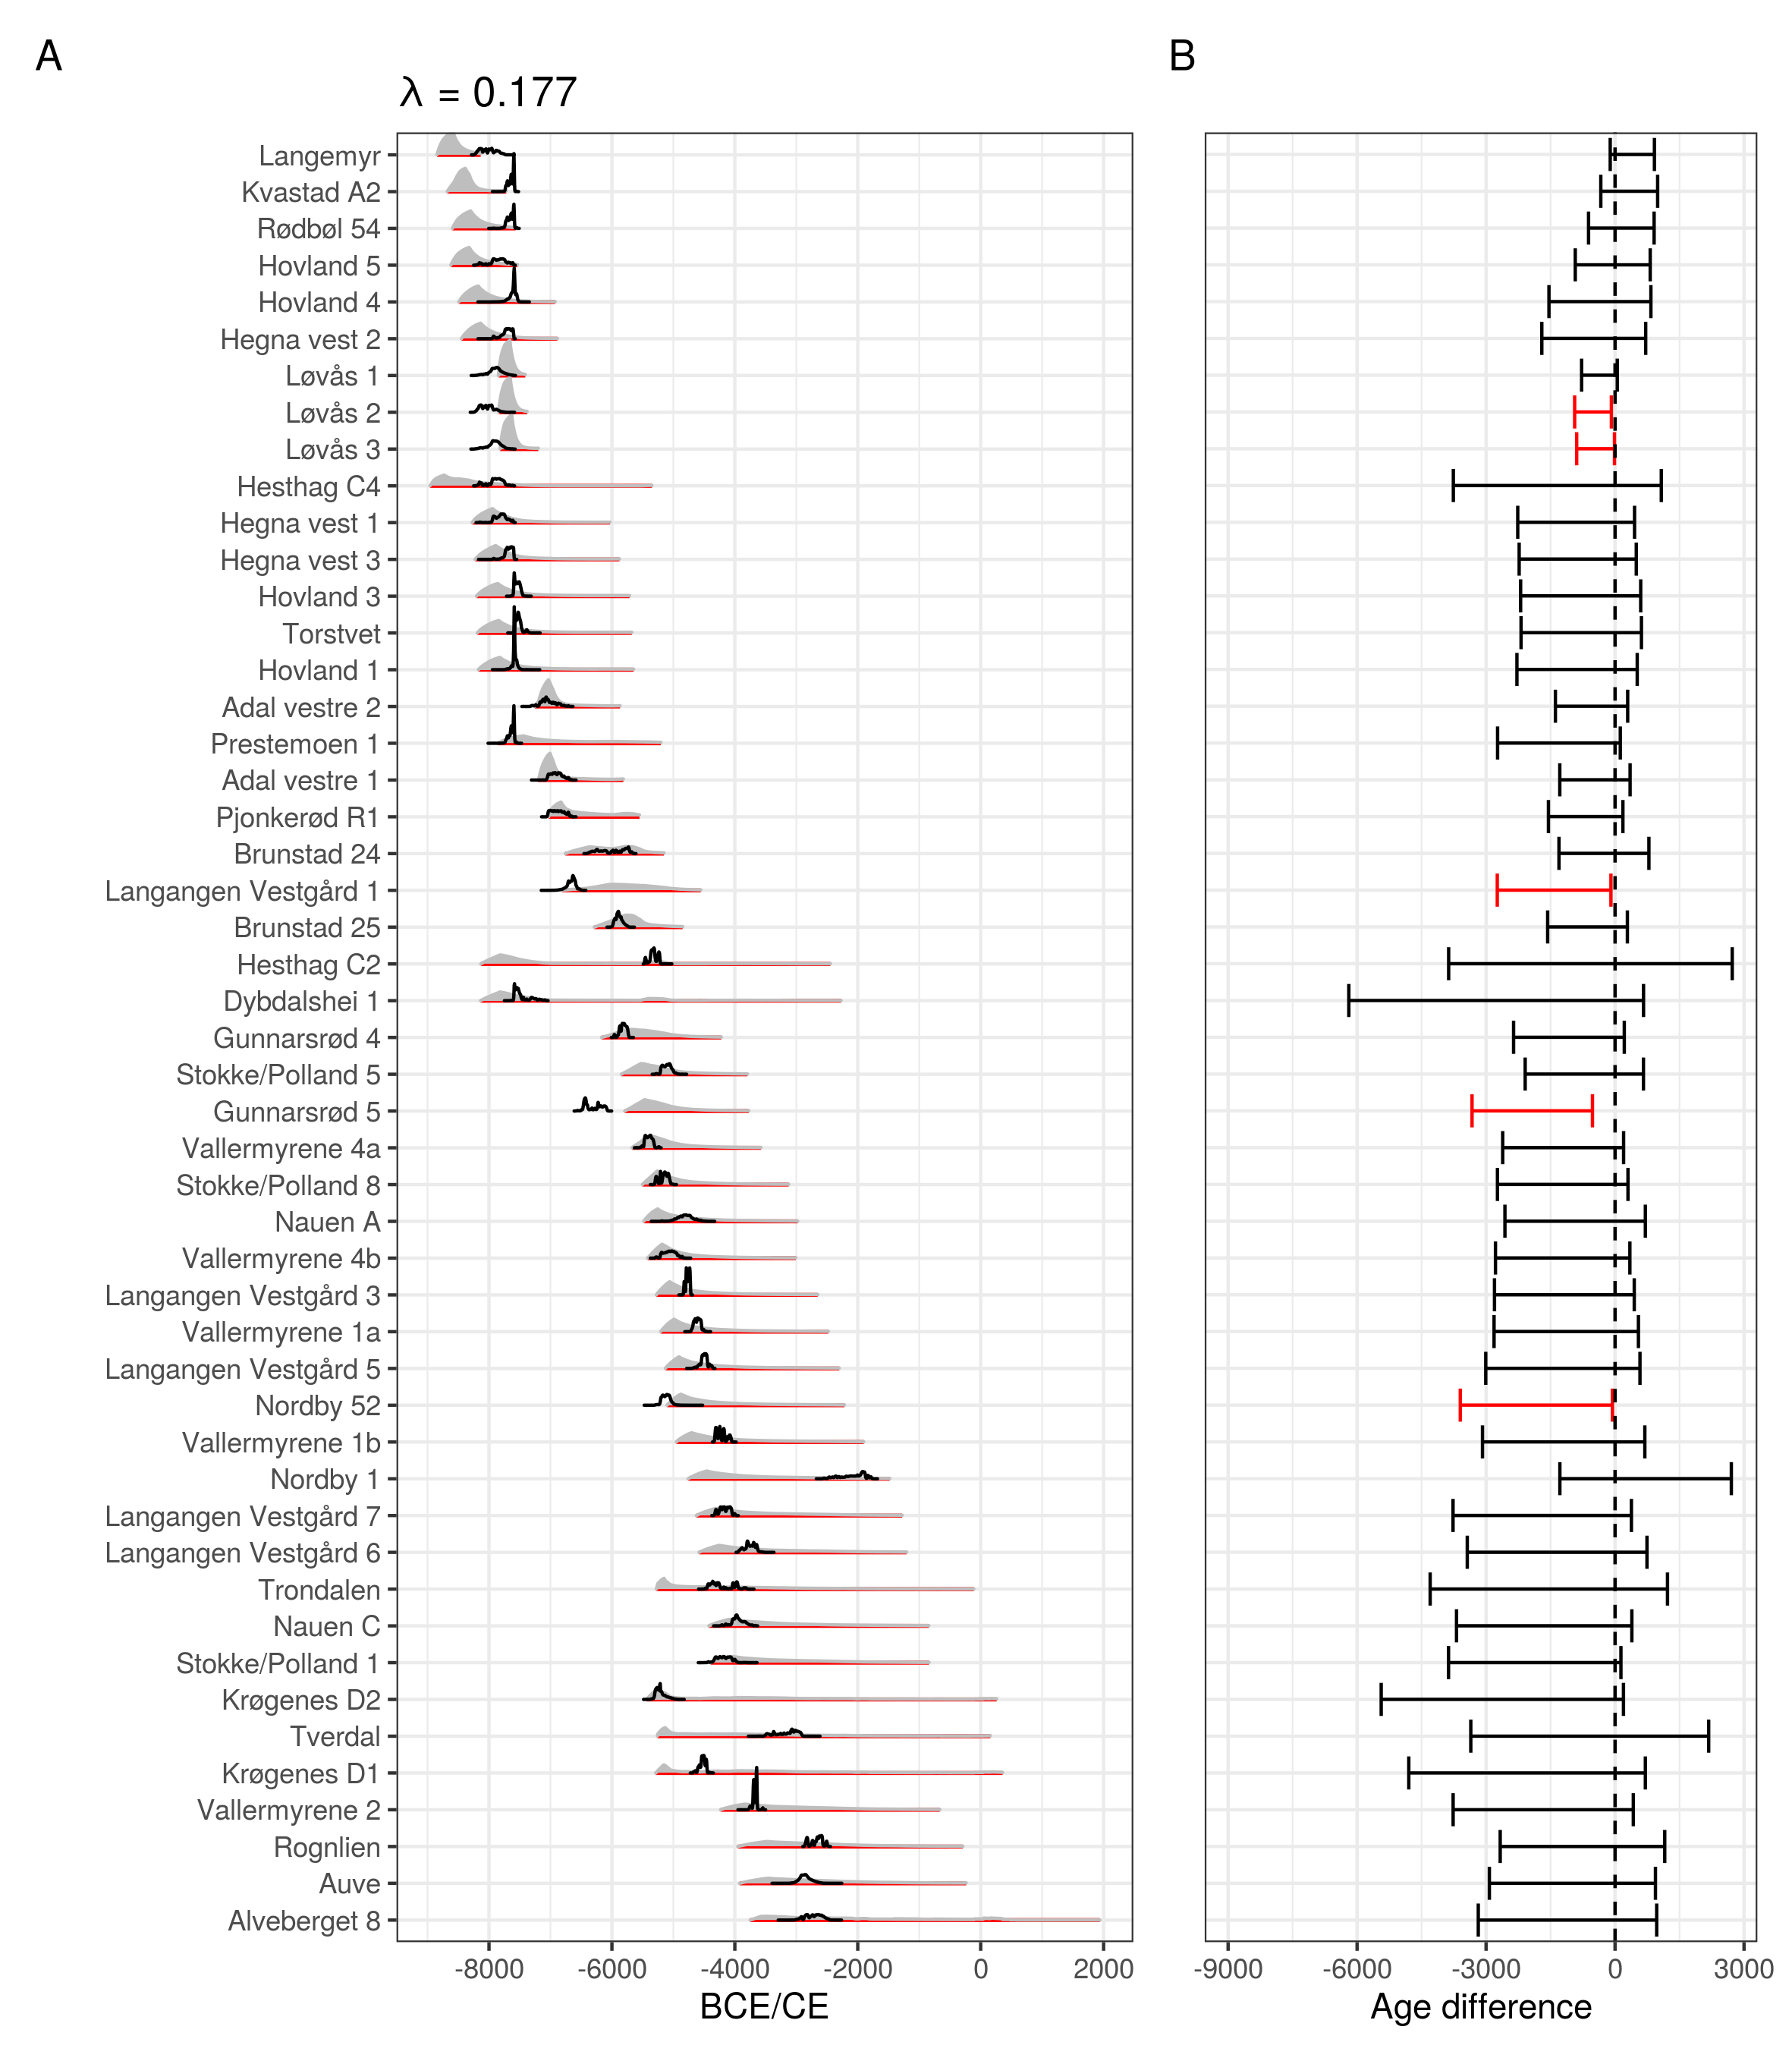 A
B
λ = 0.177
Langemyr
Kvastad A2
Rødbøl 54
Hovland 5
Hovland 4
Hegna vest 2
Løvås 1
Løvås 2
Løvås 3
Hesthag C4
Hegna vest 1
Hegna vest 3
Hovland 3
Torstvet
Hovland 1
Adal vestre 2
Prestemoen 1
Adal vestre 1
Pjonkerød R1
Brunstad 24
Langangen Vestgård 1
Brunstad 25
Hesthag C2
Dybdalshei 1
Gunnarsrød 4
Stokke/Polland 5
Gunnarsrød 5
Vallermyrene 4a
Stokke/Polland 8
Nauen A
Vallermyrene 4b
Langangen Vestgård 3
Vallermyrene 1a
Langangen Vestgård 5
Nordby 52
Vallermyrene 1b
Nordby 1
Langangen Vestgård 7
Langangen Vestgård 6
Trondalen
Nauen C
Stokke/Polland 1
Krøgenes D2
Tverdal
Krøgenes D1
Vallermyrene 2
Rognlien
Auve
Alveberget 8
-8000 -6000 -4000 -2000 0 2000
BCE/CE
-9000 -6000 -3000 0 3000
Age difference